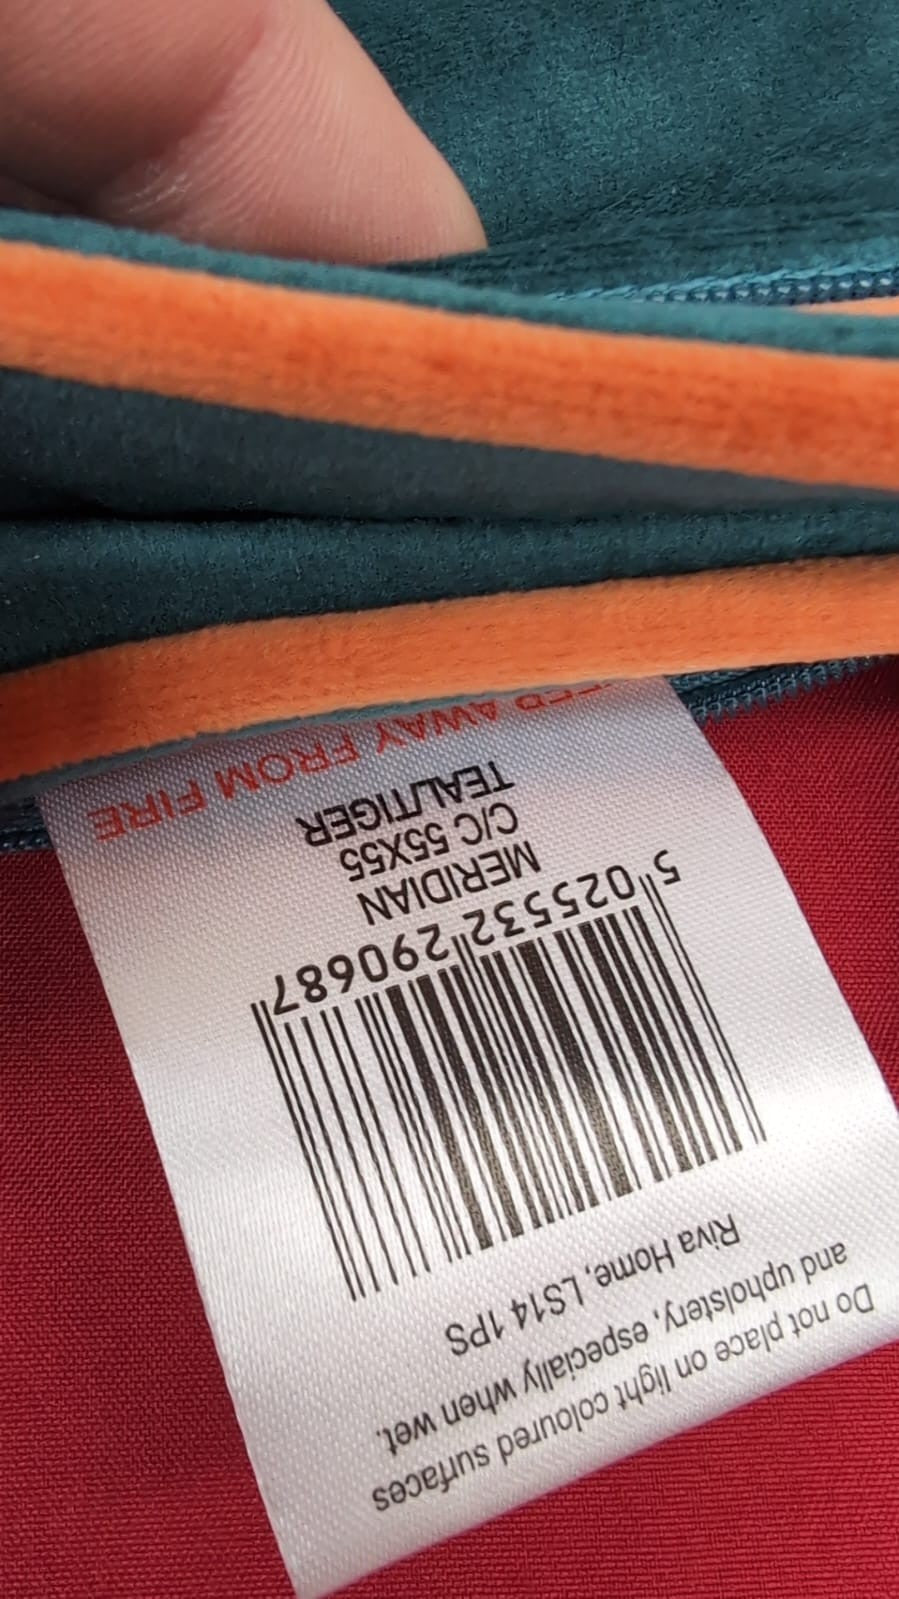 AWAY FROM FIRE
TEAL/TIGER
C/C 55X55
MERIDIAN
5 025532 290687
Riva Home, LS14 1PS
and upholstery, especially when wet.
Do not place on light coloured surfaces